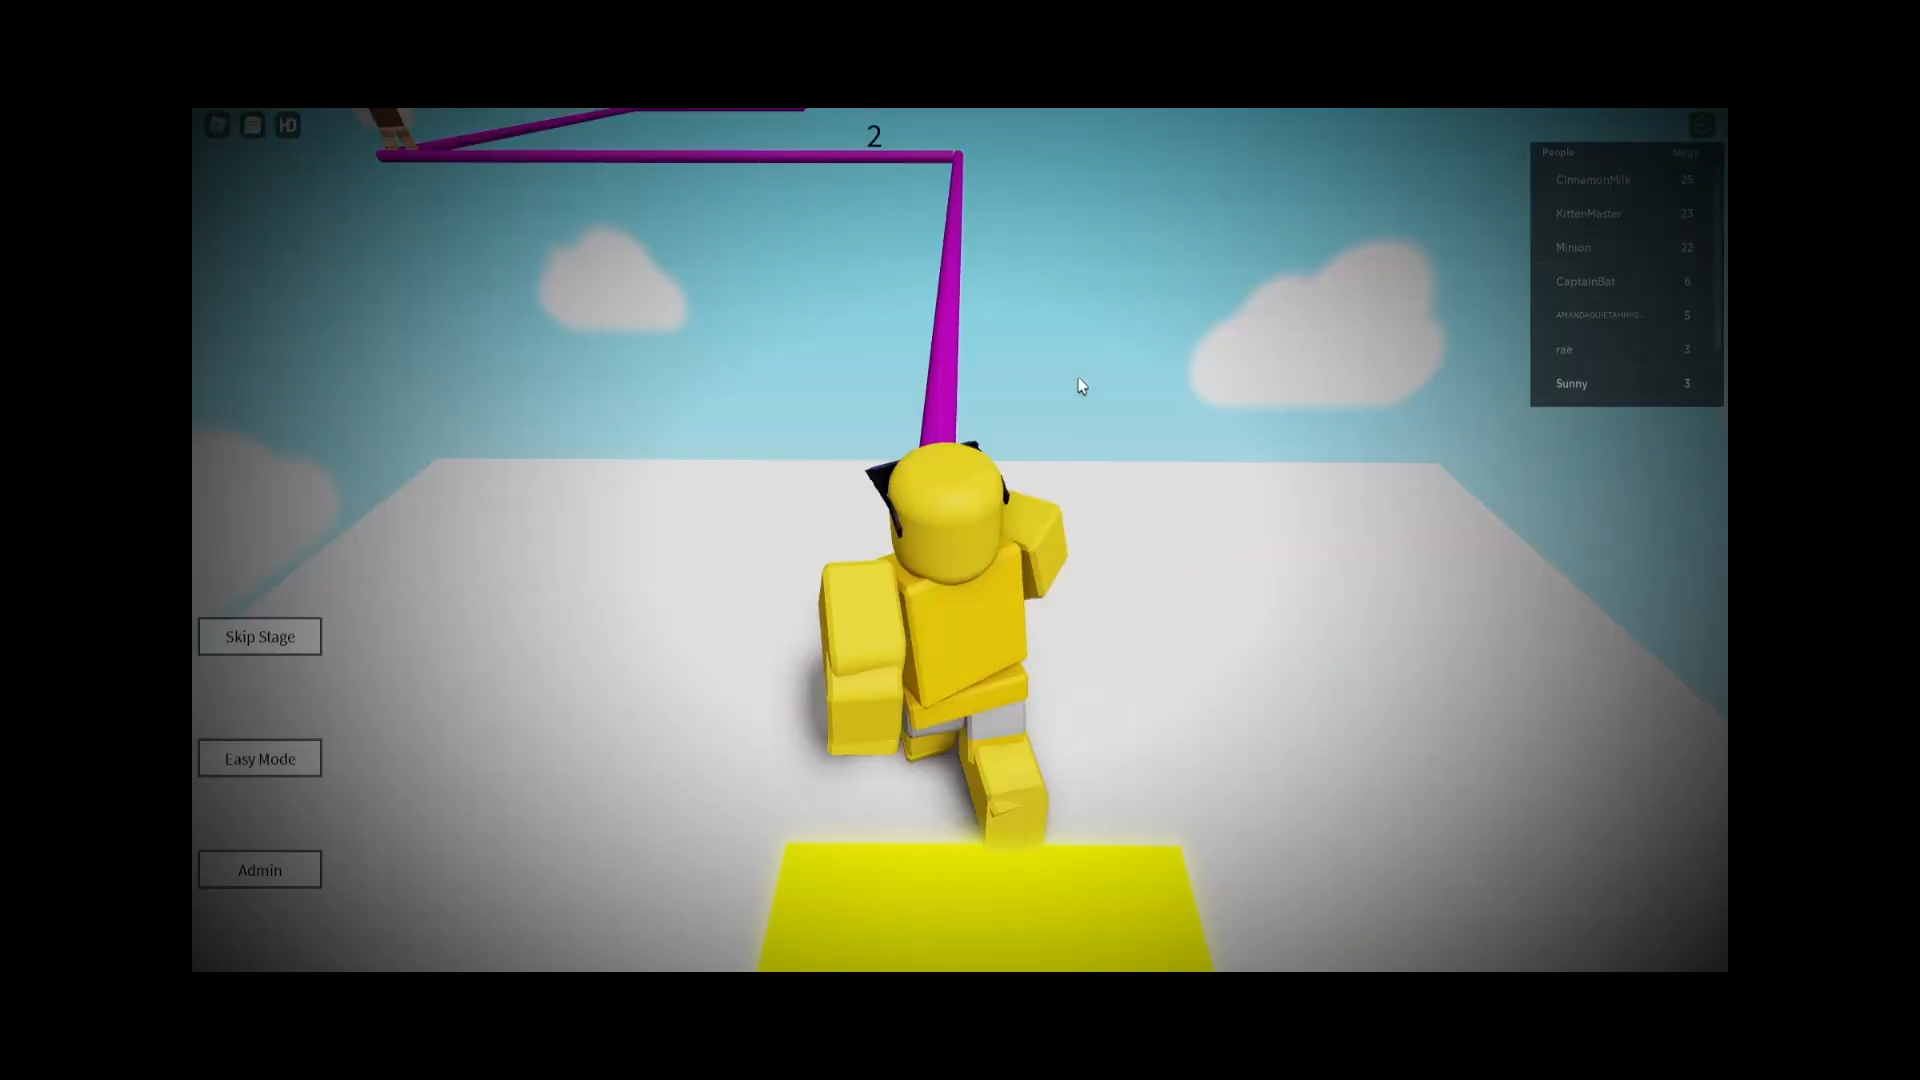 HD
2
People Stage
CinnamonMilk 25
KittenMaster 23
Minion 22
CaptainBat 6
AMANDAQUIETAHHHS... 5
rae 3
Sunny 3
Skip Stage
Easy Mode
Admin